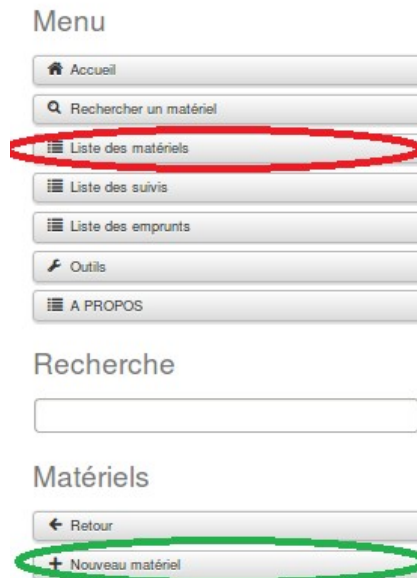 Menu
Accueil
Rechercher un matériel
Liste des matériels
Liste des suivis
Liste des emprunts
Outils
A PROPOS
Recherche
Matériels
Retour
Nouveau matériel